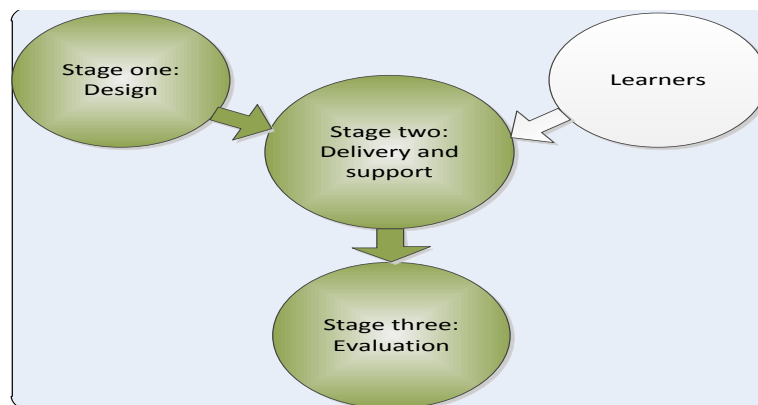 Stage one:
Design
Learners
Stage two:
Delivery and
support
Stage three:
Evaluation